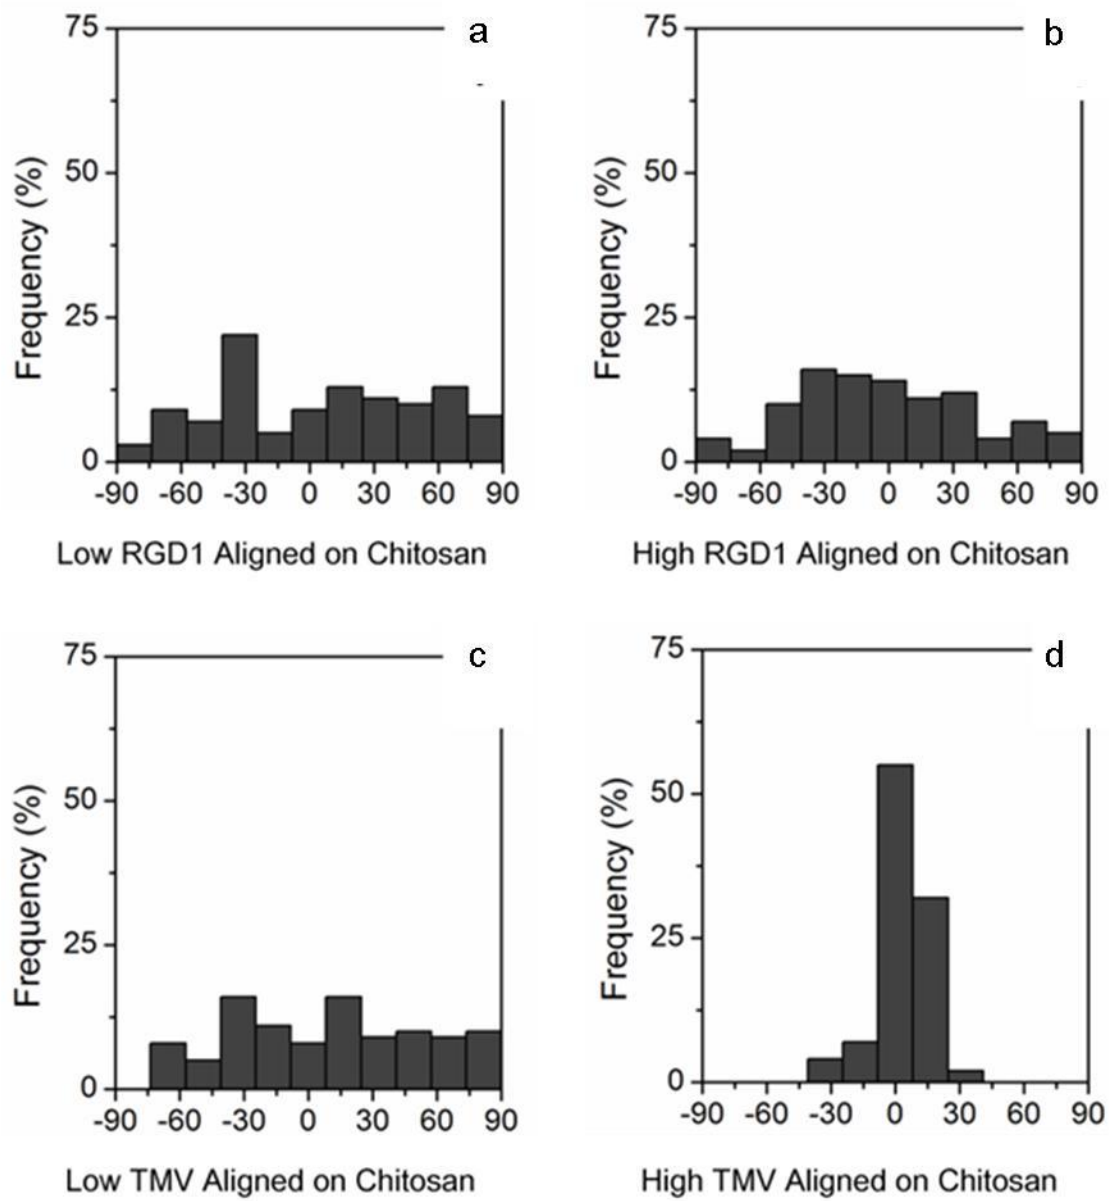 75
a
50
25
0
Frequency (%)
-90 -60 -30 0 30 60 90
Low RGD1 Aligned on Chitosan
75
b
50
25
0
Frequency (%)
-90 -60 -30 0 30 60 90
High RGD1 Aligned on Chitosan
75
c
50
25
0
Frequency (%)
-90 -60 -30 0 30 60 90
Low TMV Aligned on Chitosan
75
d
50
25
0
Frequency (%)
-90 -60 -30 0 30 60 90
High TMV Aligned on Chitosan